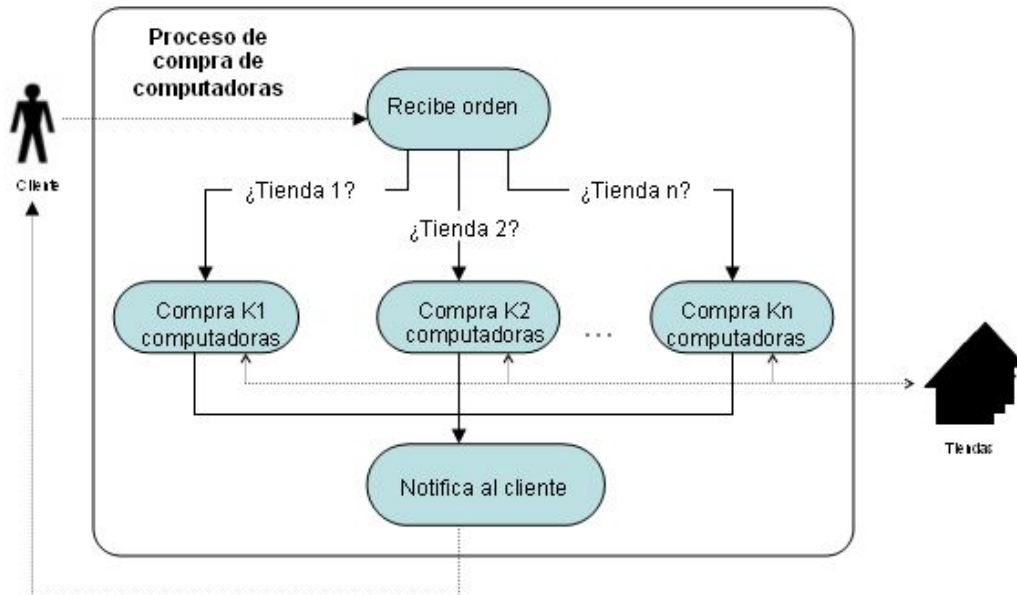 Proceso de
compra de
computadoras
Recibe orden
Cliente
¿Tienda 1?
¿Tienda n?
¿Tienda 2?
Compra K1
computadoras
Compra K2
computadoras
...
Compra Kn
computadoras
Tiendas
Notifica al cliente